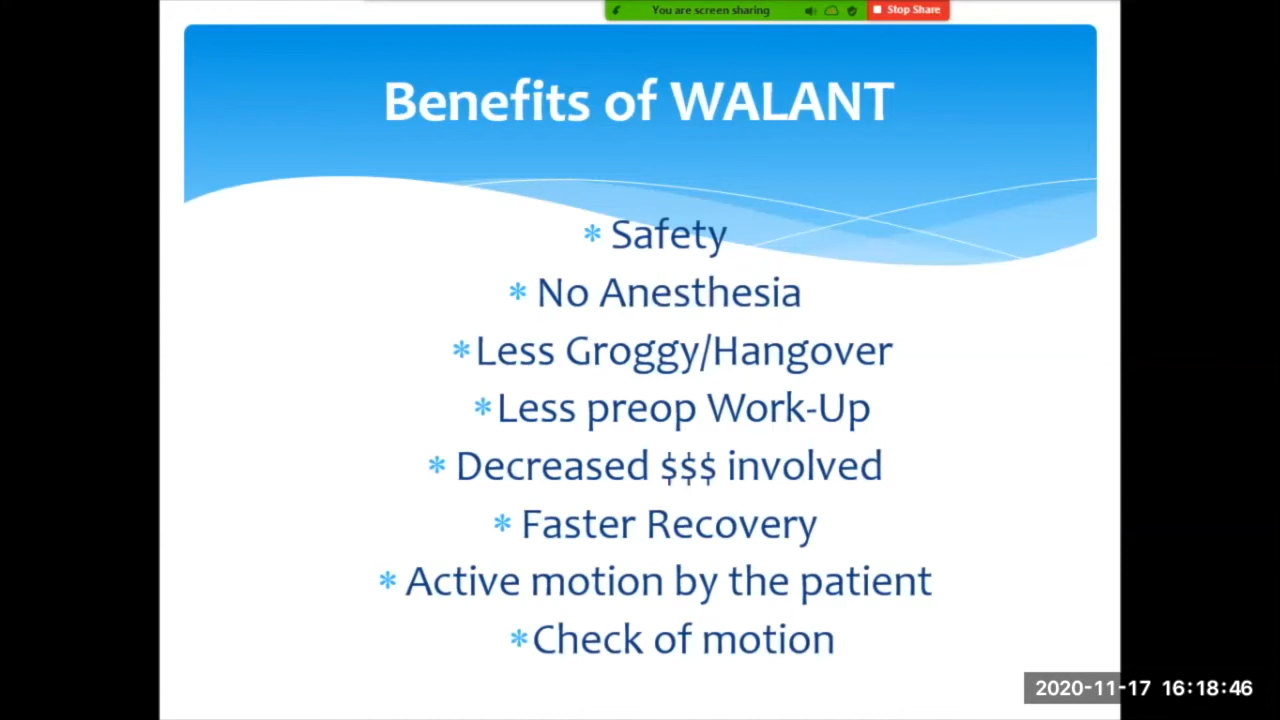 You are screen sharing
Stop Share
Benefits of WALANT
* Safety
* No Anesthesia
* Less Groggy/Hangover
* Less preop Work-Up
* Decreased $$$ involved
* Faster Recovery
* Active motion by the patient
* Check of motion
2020-11-17 16:18:46